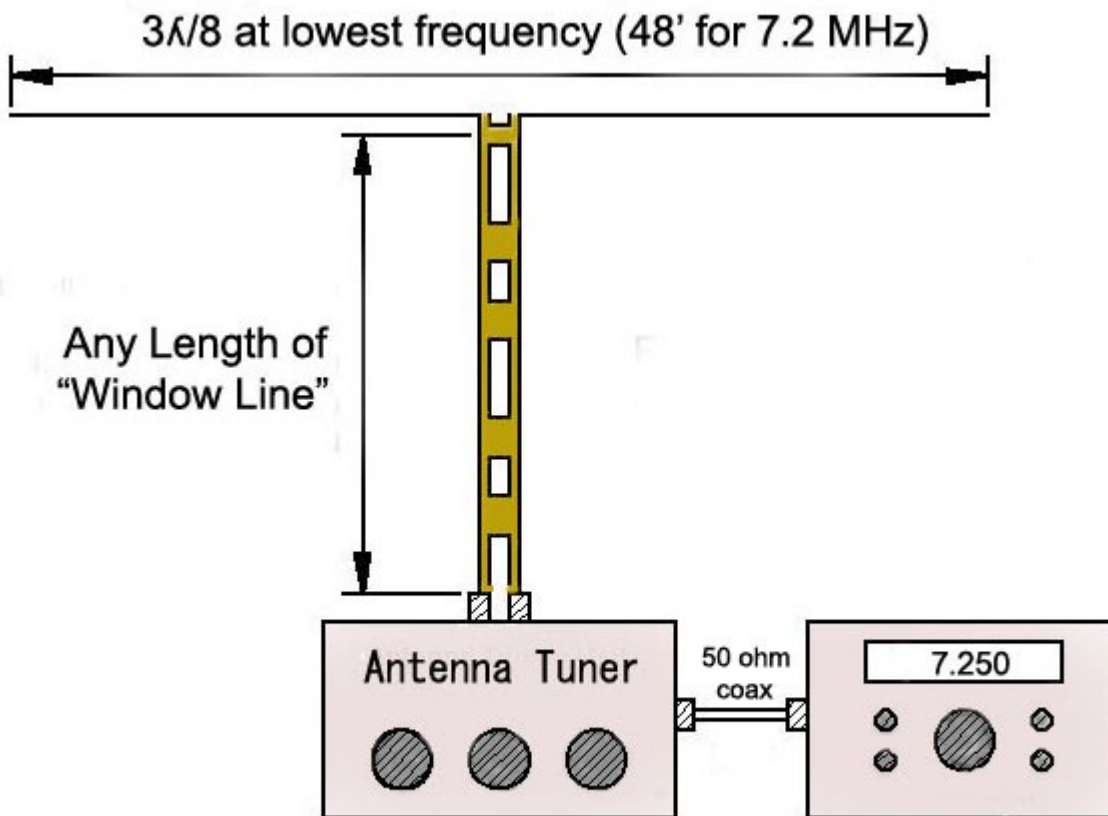 3λ/8 at lowest frequency (48’ for 7.2 MHz)
Any Length of
“Window Line”
Antenna Tuner
50 ohm
coax
7.250